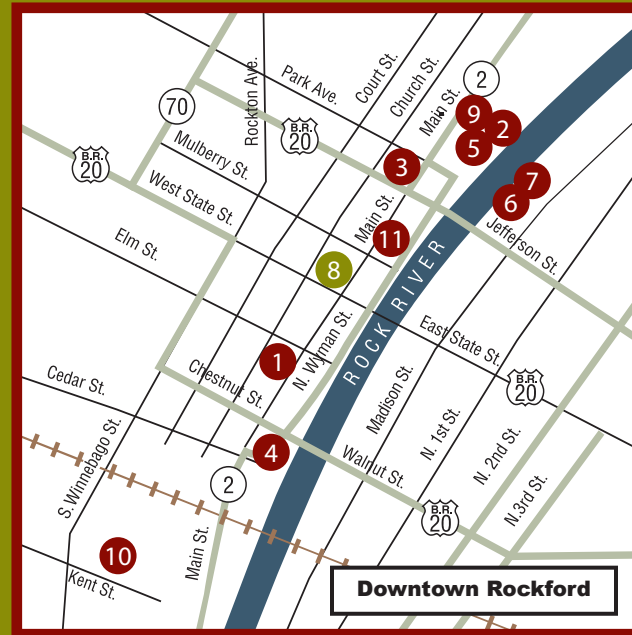 Rockton Ave.
Court St.
Church St.
Park Ave.
2
Main St.
70
9
2
B.R.
20
5
Mulberry St.
B.R.
20
3
7
West State St.
6
Main St.
11
Jefferson St.
Elm St.
8
ROCK RIVER
N. Wyman St.
East State St.
1
Chestnut St.
Cedar St.
Madison St.
B.R.
20
N. 1st St.
4
Walnut St.
N. 2nd St.
S. Winnebago St.
2
N.3rd St.
B.R.
20
Main St.
10
Kent St.
Downtown Rockford